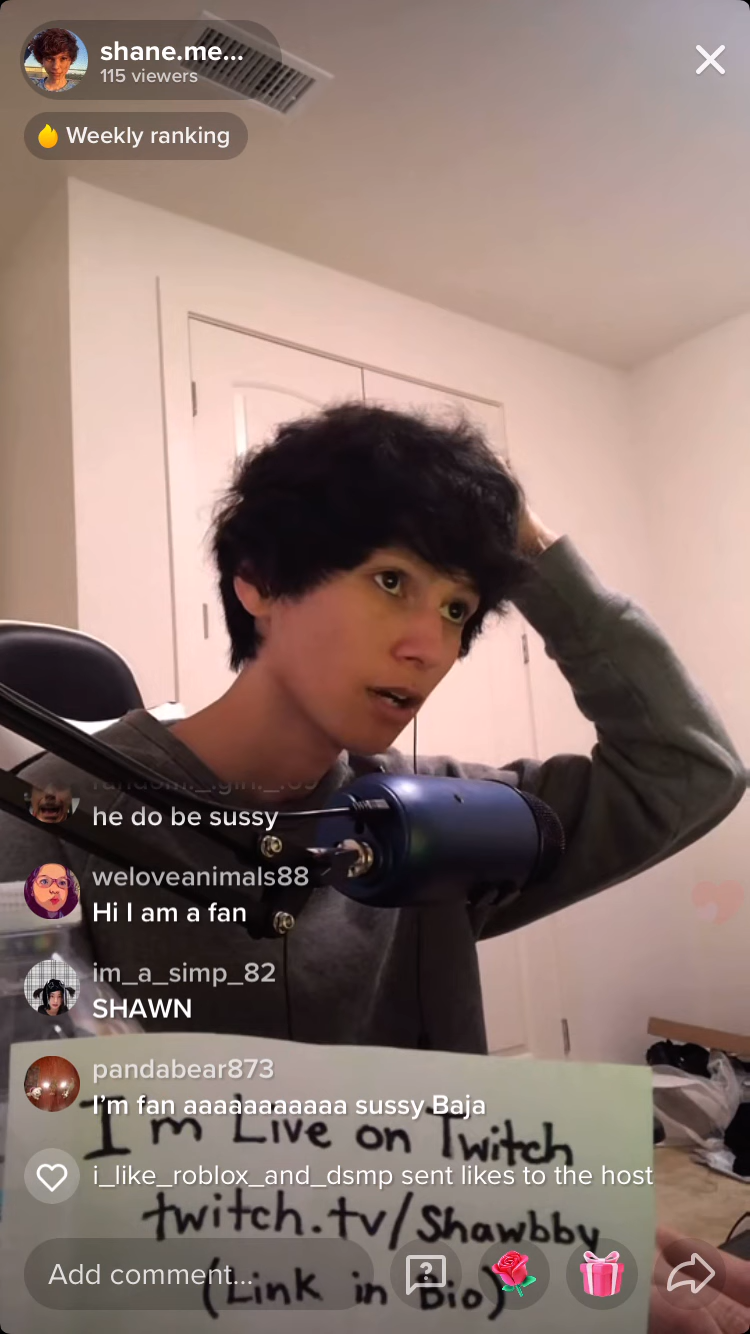 shane.me...
115 viewers
Weekly ranking
he do be sussy
weloveanimals88
Hi I am a fan
im_a_simp_82
SHAWN
pandabear873
I'm fan aaaaaaaaaaa sussy Baja
I'm Live on Twitch
i_like_roblox_and_dsmp sent likes to the host
twitch.tv/Shawbby
Add comment...
(Link in Bio)